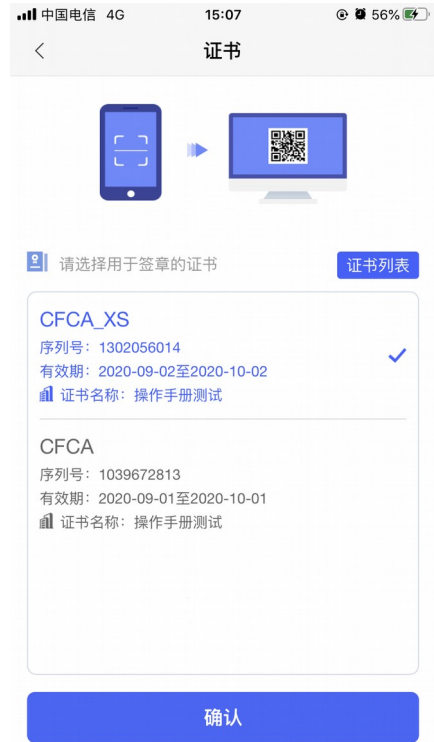 中国电信 4G 15:07 56%
证书
请选择用于签章的证书 证书列表
CFCA_XS
序列号：1302056014
有效期：2020-09-02至2020-10-02
证书名称：操作手册测试
CFCA
序列号：1039672813
有效期：2020-09-01至2020-10-01
证书名称：操作手册测试
确认